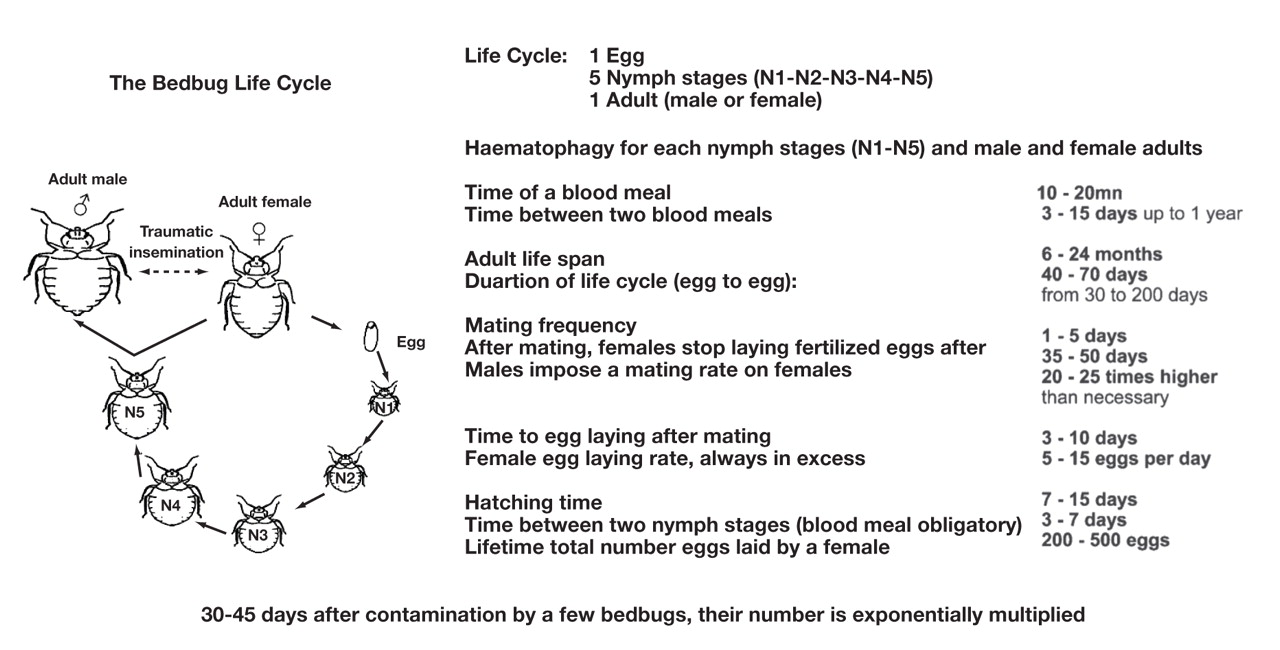 The Bedbug Life Cycle
Life Cycle: 1 Egg
5 Nymph stages (N1-N2-N3-N4-N5)
1 Adult (male or female)
Haematophagy for each nymph stages (N1-N5) and male and female adults
Adult male
♂
Adult female
♀
Traumatic
insemination
Egg
N1
N2
N3
N4
N5
Time of a blood meal 10 - 20mn
Time between two blood meals 3 - 15 days up to 1 year
Adult life span 6 - 24 months
Duartion of life cycle (egg to egg): 40 - 70 days
from 30 to 200 days
Mating frequency 1 - 5 days
After mating, females stop laying fertilized eggs after 35 - 50 days
Males impose a mating rate on females 20 - 25 times higher
than necessary
Time to egg laying after mating 3 - 10 days
Female egg laying rate, always in excess 5 - 15 eggs per day
Hatching time 7 - 15 days
Time between two nymph stages (blood meal obligatory) 3 - 7 days
Lifetime total number eggs laid by a female 200 - 500 eggs
30-45 days after contamination by a few bedbugs, their number is exponentially multiplied